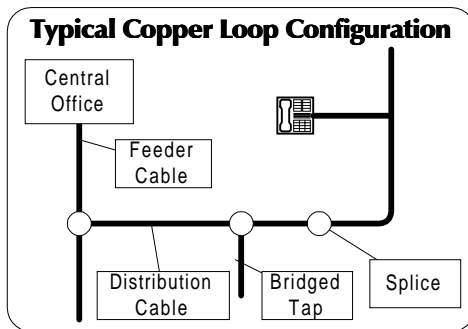 Typical Copper Loop Configuration
Central
Office
Feeder
Cable
Distribution
Cable
Bridged
Tap
Splice